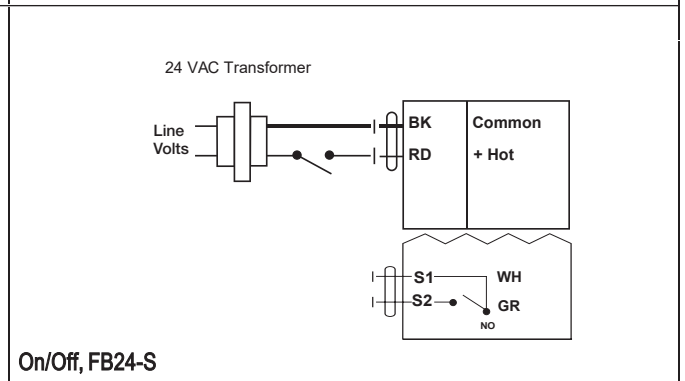 24 VAC Transformer
Line
Volts
BK Common
RD + Hot
S1 WH
S2 GR
NO
On/Off, FB24-S